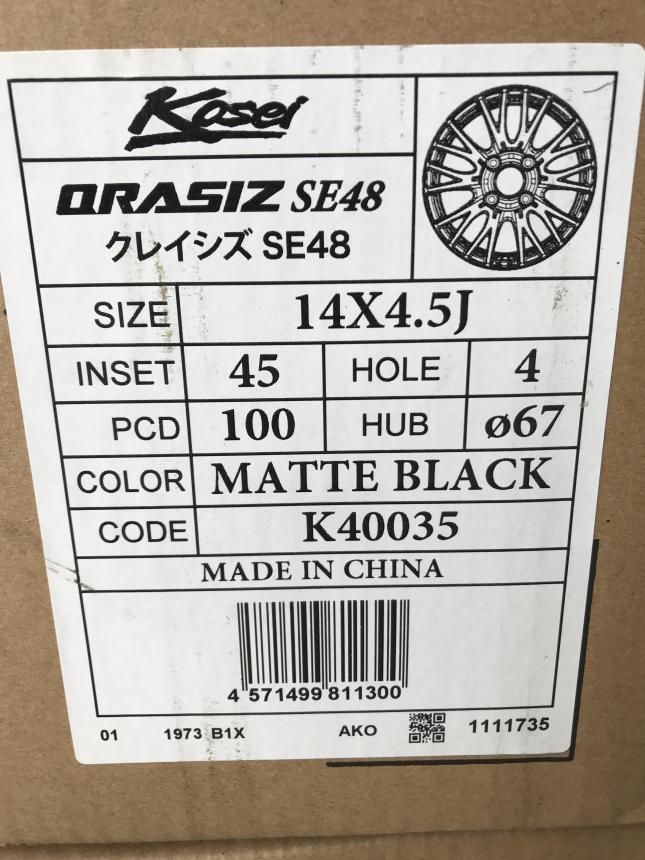 Kosei
QRASIZ SE48
クレイシズ SE48
SIZE 14X4.5J
INSET 45 HOLE 4
PCD 100 HUB ø67
COLOR MATTE BLACK
CODE K40035
MADE IN CHINA
4 571499 811300
01 1973 B1X AKO 1111735